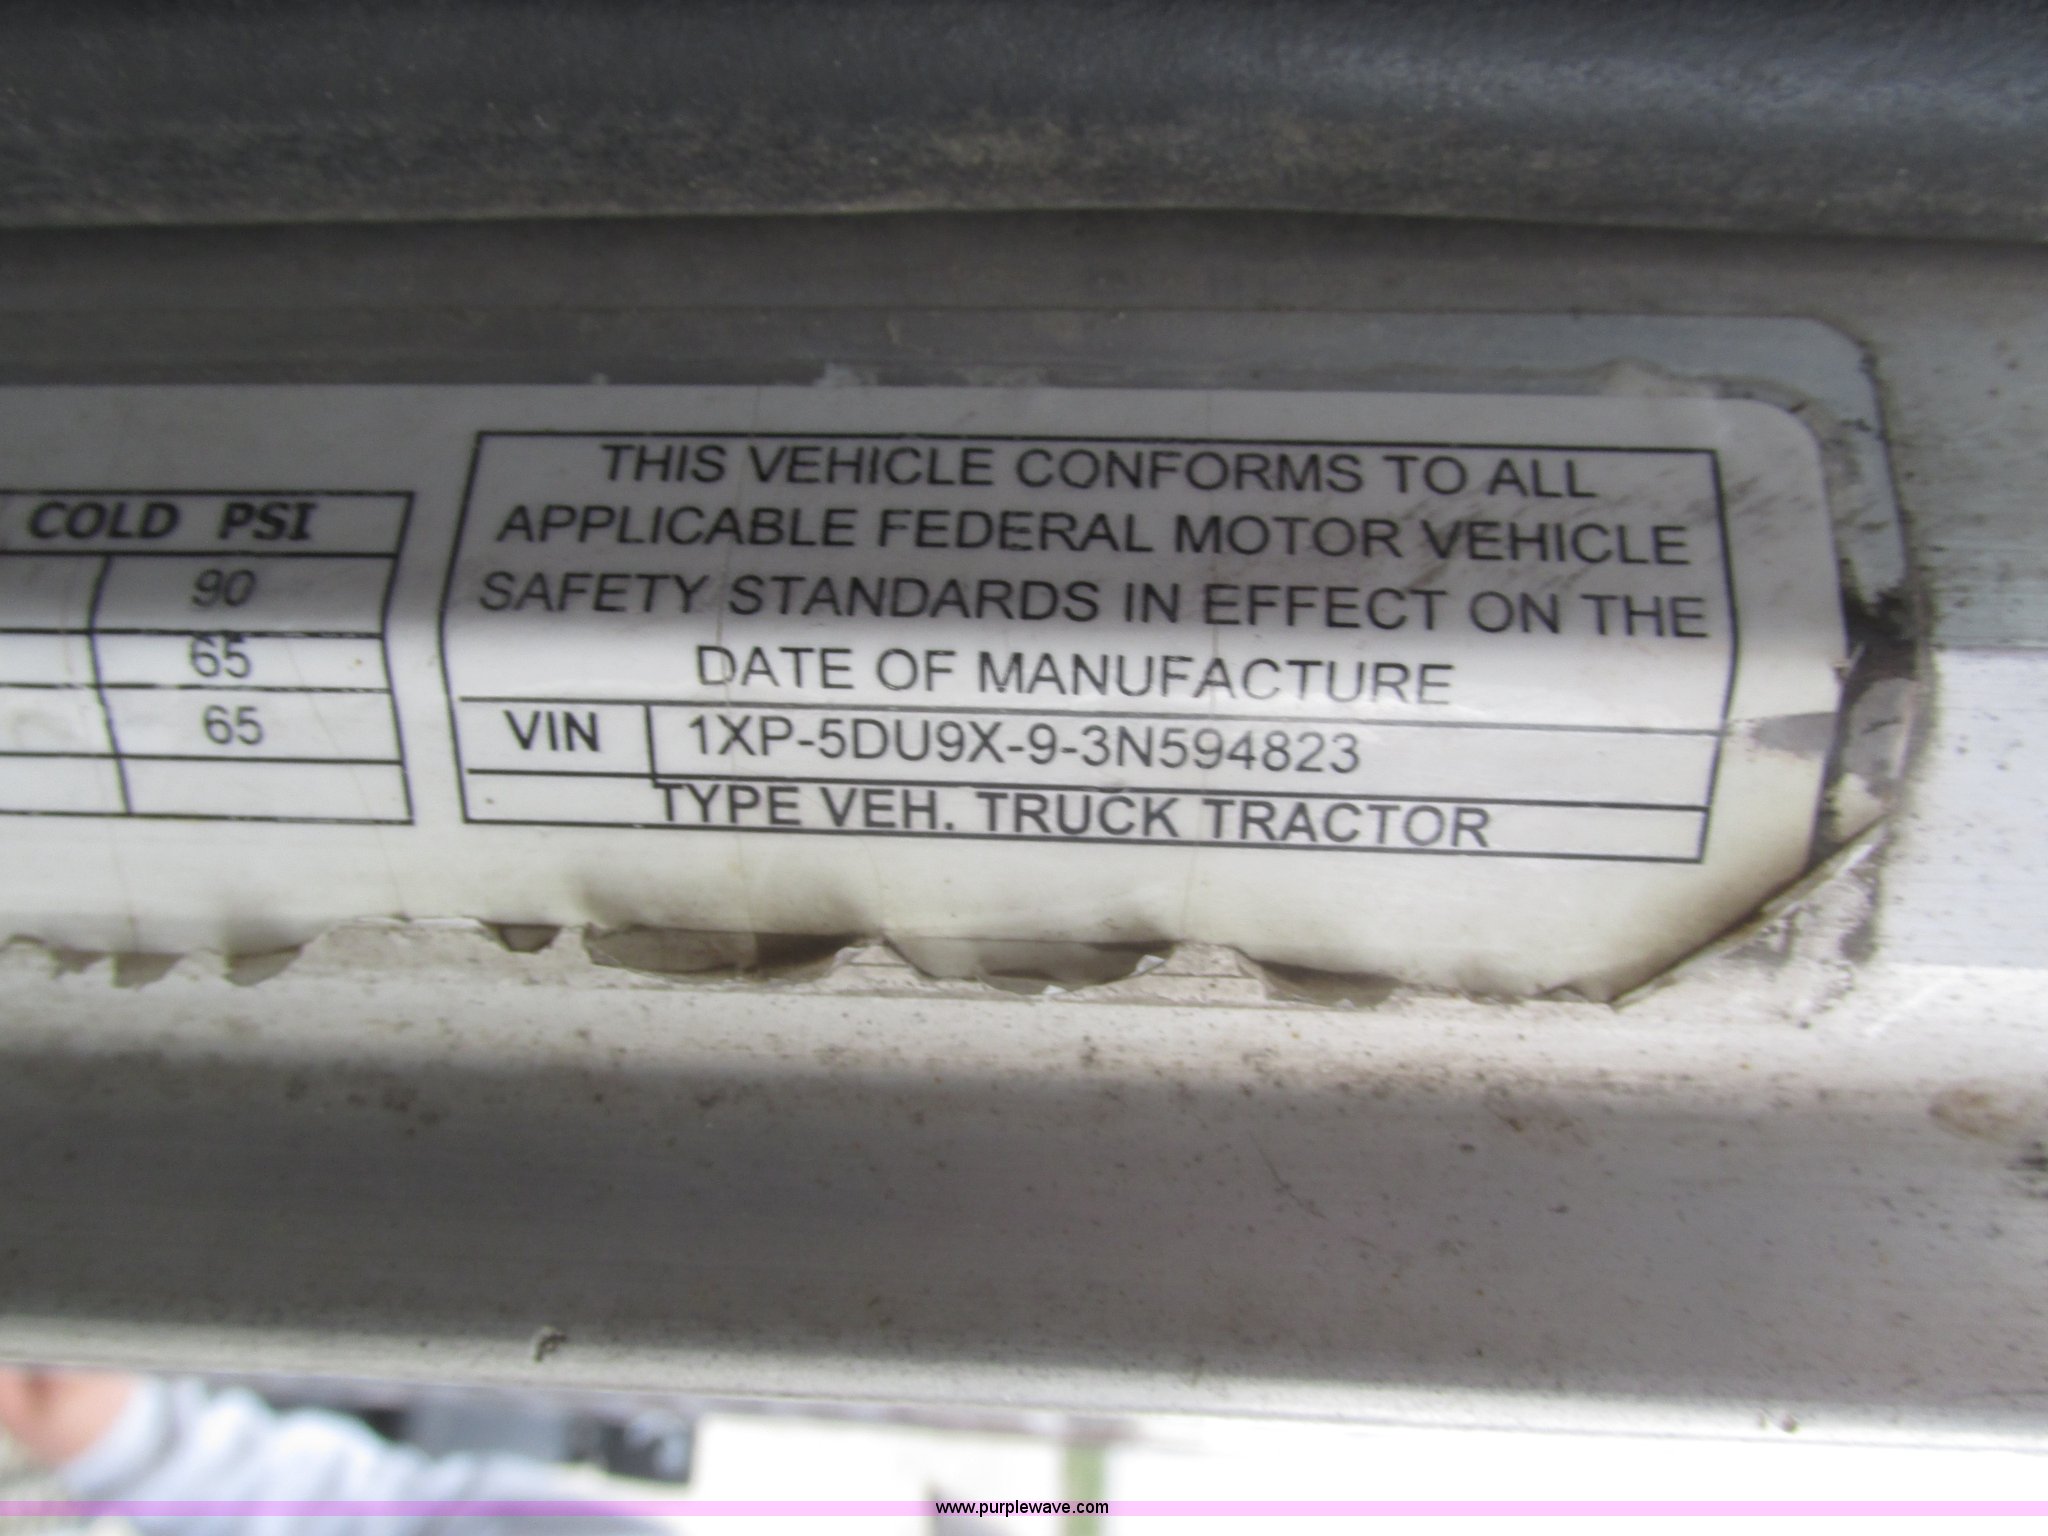 COLD PSI
90
65
65
THIS VEHICLE CONFORMS TO ALL
APPLICABLE FEDERAL MOTOR VEHICLE
SAFETY STANDARDS IN EFFECT ON THE
DATE OF MANUFACTURE
VIN 1XP-5DU9X-9-3N594823
TYPE VEH. TRUCK TRACTOR
www.purplewave.com